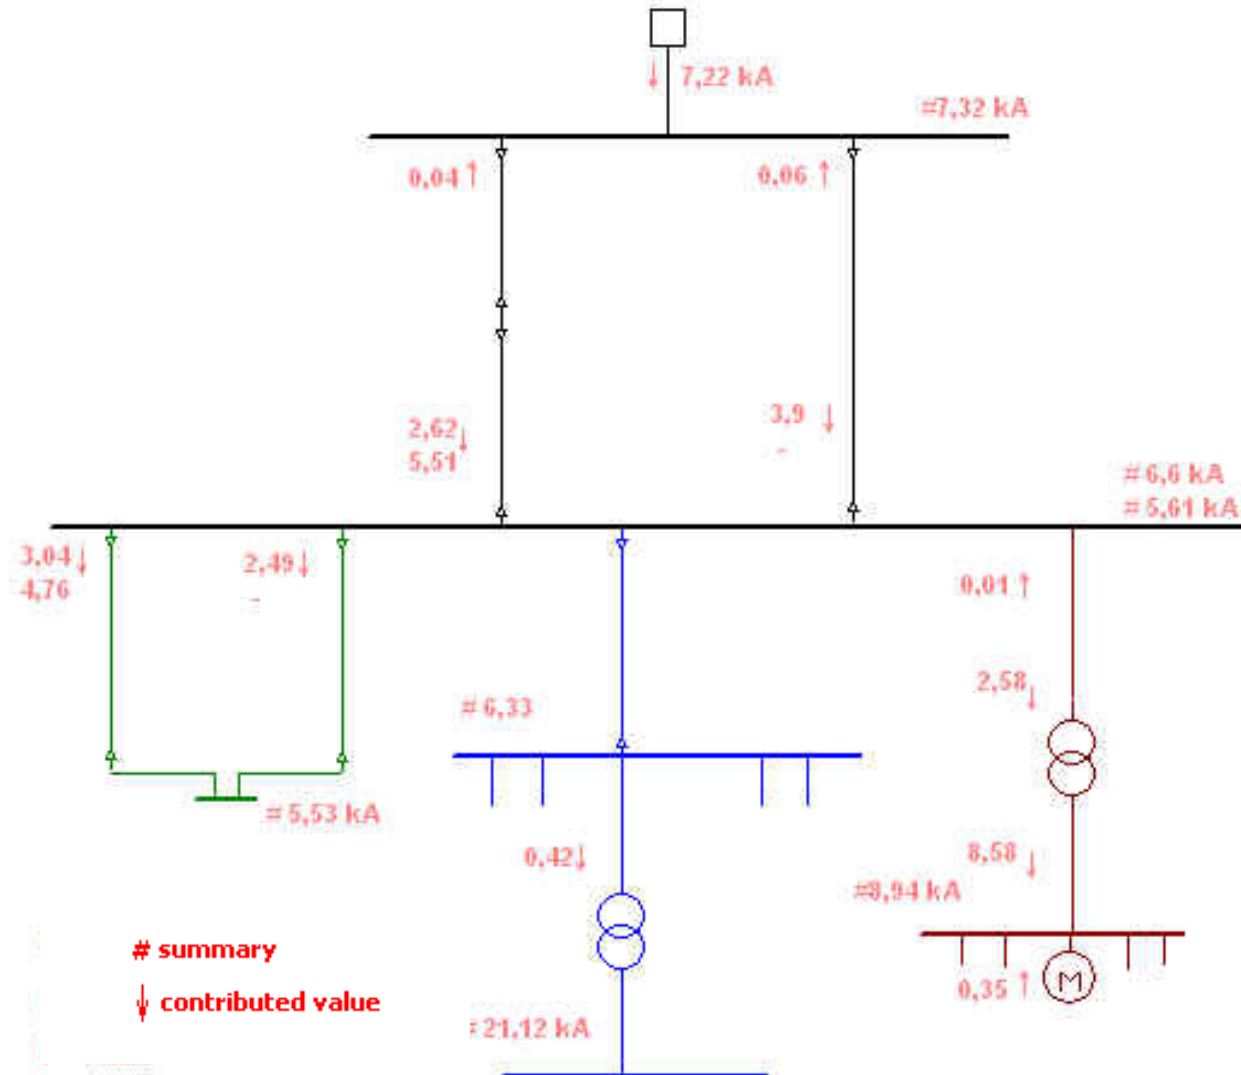 7,22 kA
#7,32 kA
0,04
0,06
2,62
5,51
3,9
-
#6,6 kA
#5,61 kA
3,04
4,76
2,49
-
0,01
2,58
#6,33
#5,53 kA
0,42
8,58
#8,94 kA
# summary
M
0,35
contributed value
#21,12 kA